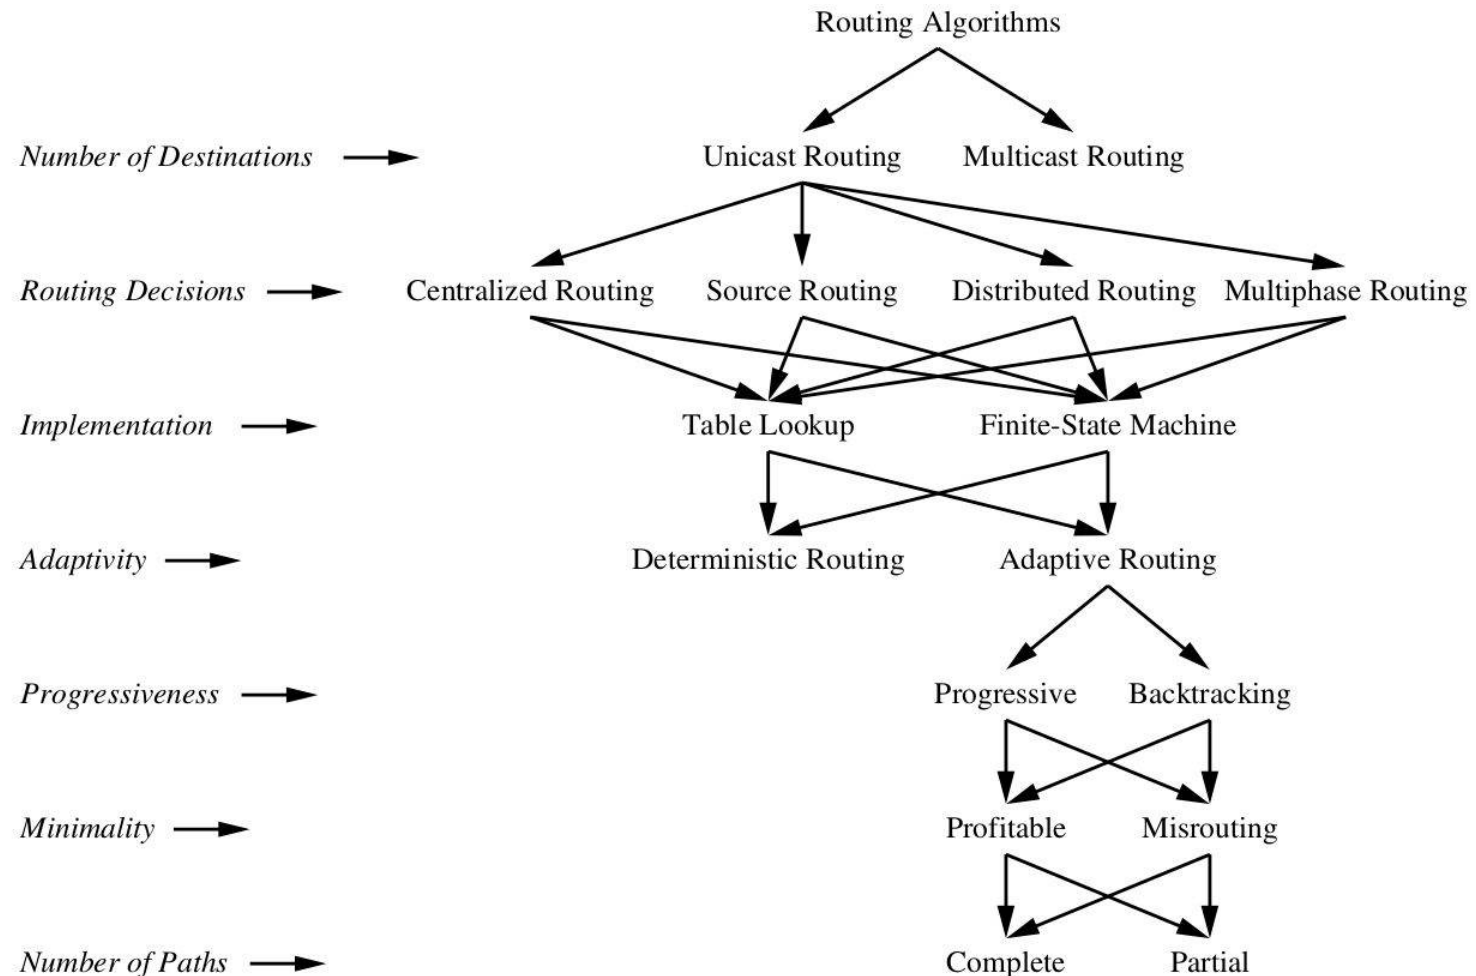 Routing Algorithms
Number of Destinations Unicast Routing Multicast Routing
Routing Decisions Centralized Routing Source Routing Distributed Routing Multiphase Routing
Implementation Table Lookup Finite-State Machine
Adaptivity Deterministic Routing Adaptive Routing
Progressiveness Progressive Backtracking
Minimality Profitable Misrouting
Number of Paths Complete Partial